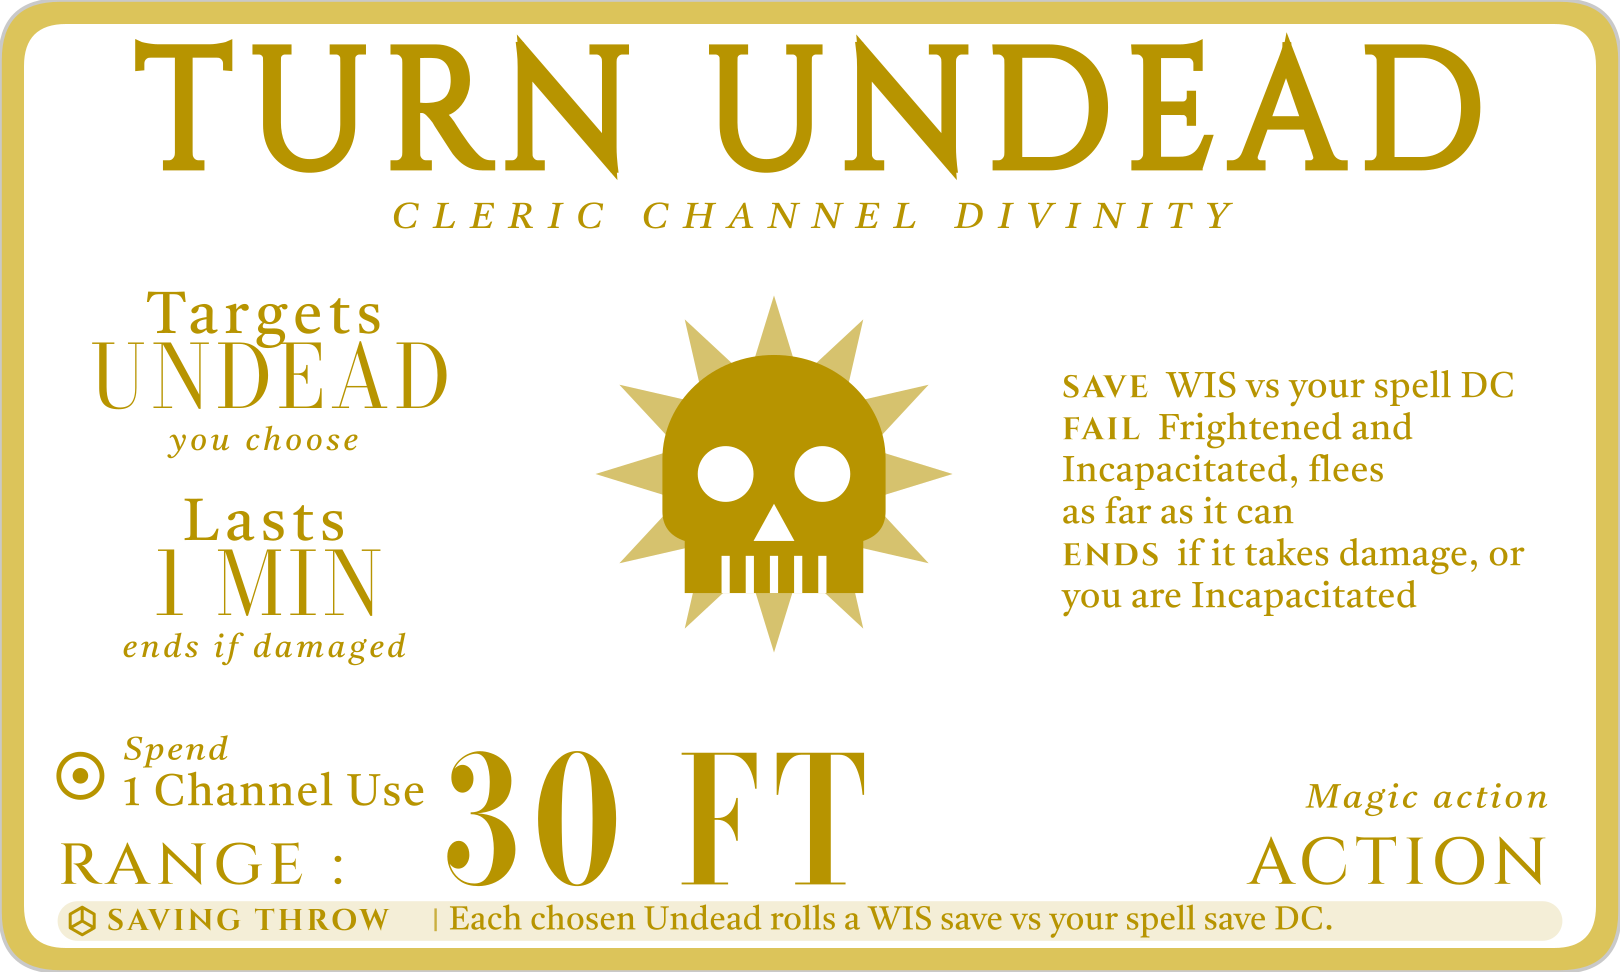 TURN UNDEAD
CLERIC CHANNEL DIVINITY
Targets
UNDEAD
you choose
Lasts
1 MIN
ends if damaged
SAVE WIS vs your spell DC
FAIL Frightened and
Incapacitated, flees
as far as it can
ENDS if it takes damage, or
you are Incapacitated
Spend
1 Channel Use
RANGE : 30 FT
Magic action
ACTION
SAVING THROW | Each chosen Undead rolls a WIS save vs your spell save DC.